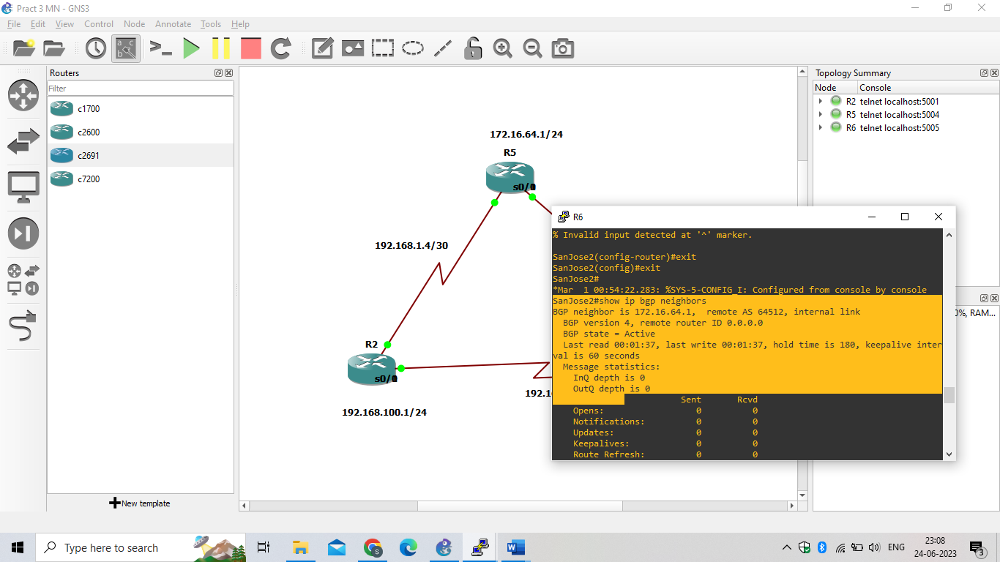 Pract 3 MN - GNS3
File Edit View Control Node Annotate Tools Help
Routers
Filter
c1700
c2600
c2691
c7200
New template
172.16.64.1/24
R5
s0/
192.168.1.4/30
R2
s0/
192.168.100.1/24
192.1
Topology Summary
Node Console
R2 telnet localhost:5001
R5 telnet localhost:5004
R6 telnet localhost:5005
0%, RAM...
R6
% Invalid input detected at '^' marker.
SanJose2(config-router)#exit
SanJose2(config)#exit
SanJose2#
*Mar  1 00:54:22.283: %SYS-5-CONFIG_I: Configured from console by console
SanJose2#show ip bgp neighbors
BGP neighbor is 172.16.64.1,  remote AS 64512, internal link
BGP version 4, remote router ID 0.0.0.0
BGP state = Active
Last read 00:01:37, last write 00:01:37, hold time is 180, keepalive inter
val is 60 seconds
Message statistics:
InQ depth is 0
OutQ depth is 0
Sent Rcvd
Opens: 0 0
Notifications: 0 0
Updates: 0 0
Keepalives: 0 0
Route Refresh: 0 0
Type here to search
ENG
23:08
24-06-2023
3